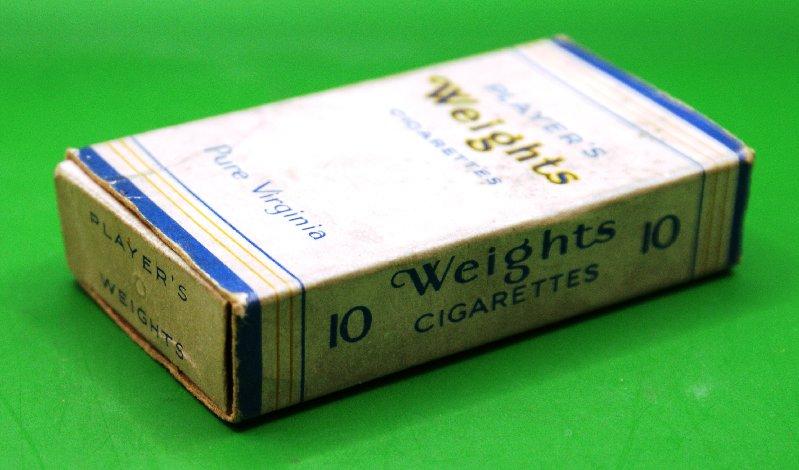 PLAYER'S
Weights
CIGARETTES
Pure Virginia
10 Weights 10
CIGARETTES
PLAYER'S
WEIGHTS